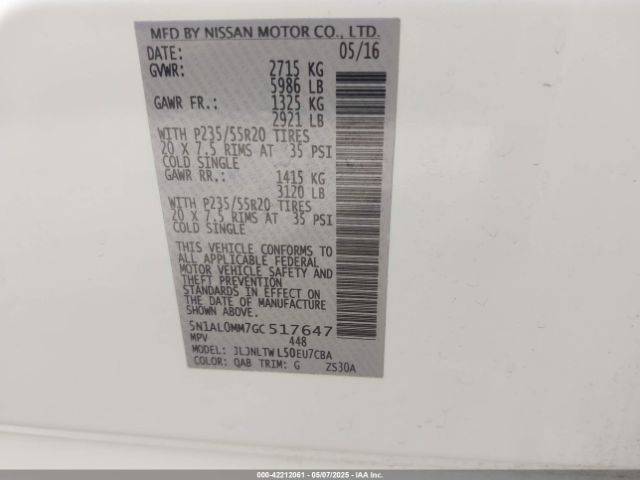 MFD BY NISSAN MOTOR CO., LTD.
DATE: 05/16
GVWR: 2715 KG
5986 LB
GAWR FR.: 1325 KG
2921 LB
WITH P235/55R20 TIRES
20 X 7.5 RIMS AT 35 PSI
COLD SINGLE
GAWR RR.: 1415 KG
3120 LB
WITH P235/55R20 TIRES
20 X 7.5 RIMS AT 35 PSI
COLD SINGLE
THIS VEHICLE CONFORMS TO
ALL APPLICABLE FEDERAL
MOTOR VEHICLE SAFETY AND
THEFT PREVENTION
STANDARDS IN EFFECT ON
THE DATE OF MANUFACTURE
SHOWN ABOVE.
5N1AL0MM7GC517647
MPV 448
MODEL: JLJNLTW L50EU7CBA
COLOR: QAB TRIM: G ZS30A
000-42212061 - 05/07/2025 - IAA Inc.